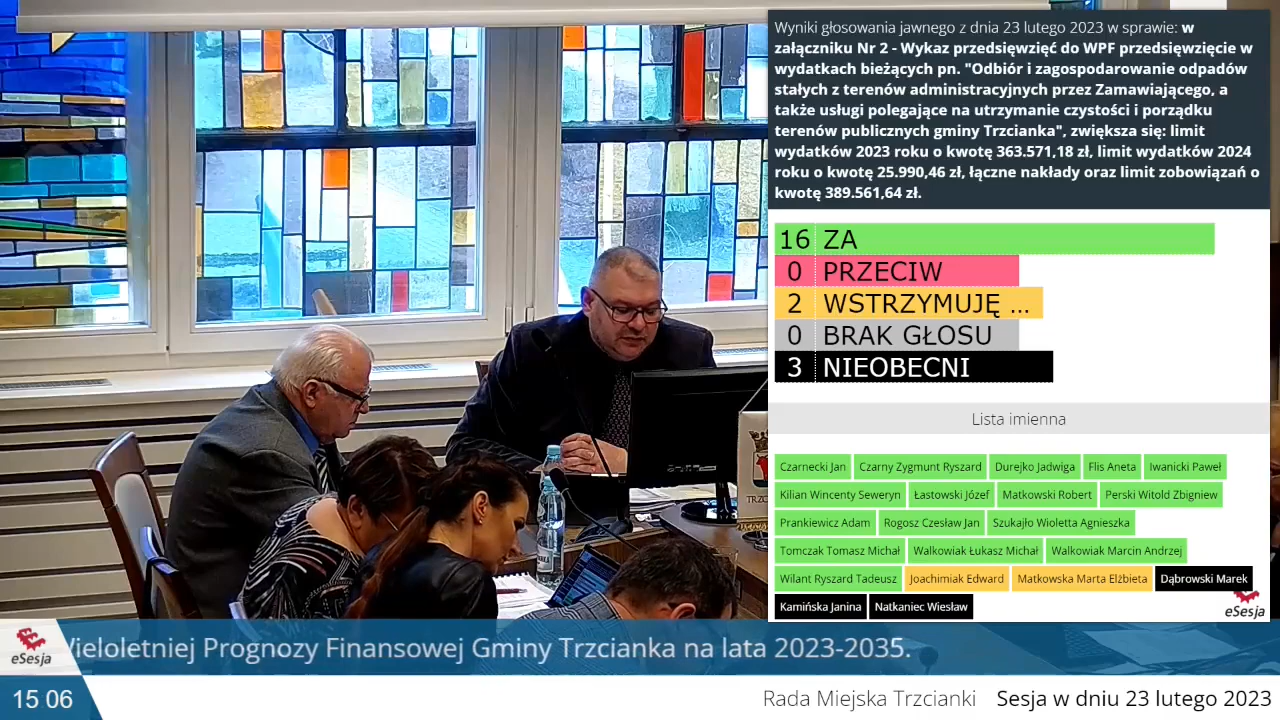 Wyniki głosowania jawnego z dnia 23 lutego 2023 w sprawie: w
załączniku Nr 2 - Wykaz przedsięwzięć do WPF przedsięwzięcie w
wydatkach bieżących pn. "Odbiór i zagospodarowanie odpadów
stałych z terenów administracyjnych przez Zamawiającego, a
także usługi polegające na utrzymanie czystości i porządku
terenów publicznych gminy Trzcianka", zwiększa się: limit
wydatków 2023 roku o kwotę 363.571,18 zł, limit wydatków 2024
roku o kwotę 25.990,46 zł, łączne nakłady oraz limit zobowiązań o
kwotę 389.561,64 zł.
16 ZA
0 PRZECIW
2 WSTRZYMUJĘ ...
0 BRAK GŁOSU
3 NIEOBECNI
Lista imienna
Czarnecki Jan Czarny Zygmunt Ryszard Durejko Jadwiga Flis Aneta Iwanicki Paweł
Kilian Wincenty Seweryn Łastowski Józef Matkowski Robert Perski Witold Zbigniew
Prankiewicz Adam Rogosz Czesław Jan Szukajło Wioletta Agnieszka
Tomczak Tomasz Michał Walkowiak Łukasz Michał Walkowiak Marcin Andrzej
Wilant Ryszard Tadeusz Joachimiak Edward Matkowska Marta Elżbieta Dąbrowski Marek
Kamińska Janina Natkaniec Wiesław
eSesja
eSesja
Wieloletniej Prognozy Finansowej Gminy Trzcianka na lata 2023-2035.
15 06
Rada Miejska Trzcianki Sesja w dniu 23 lutego 2023